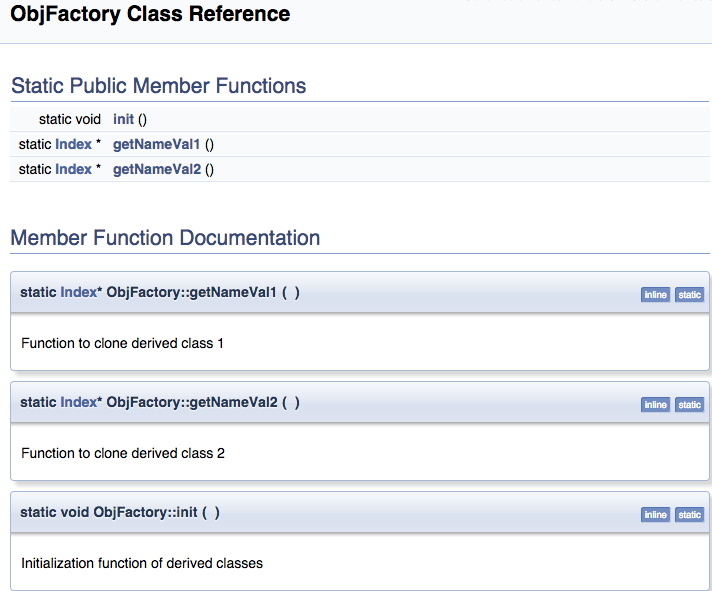 ObjFactory Class Reference
Static Public Member Functions
static void init ()
static Index * getNameVal1 ()
static Index * getNameVal2 ()
Member Function Documentation
static Index* ObjFactory::getNameVal1 ( ) inline static
Function to clone derived class 1
static Index* ObjFactory::getNameVal2 ( ) inline static
Function to clone derived class 2
static void ObjFactory::init ( ) inline static
Initialization function of derived classes